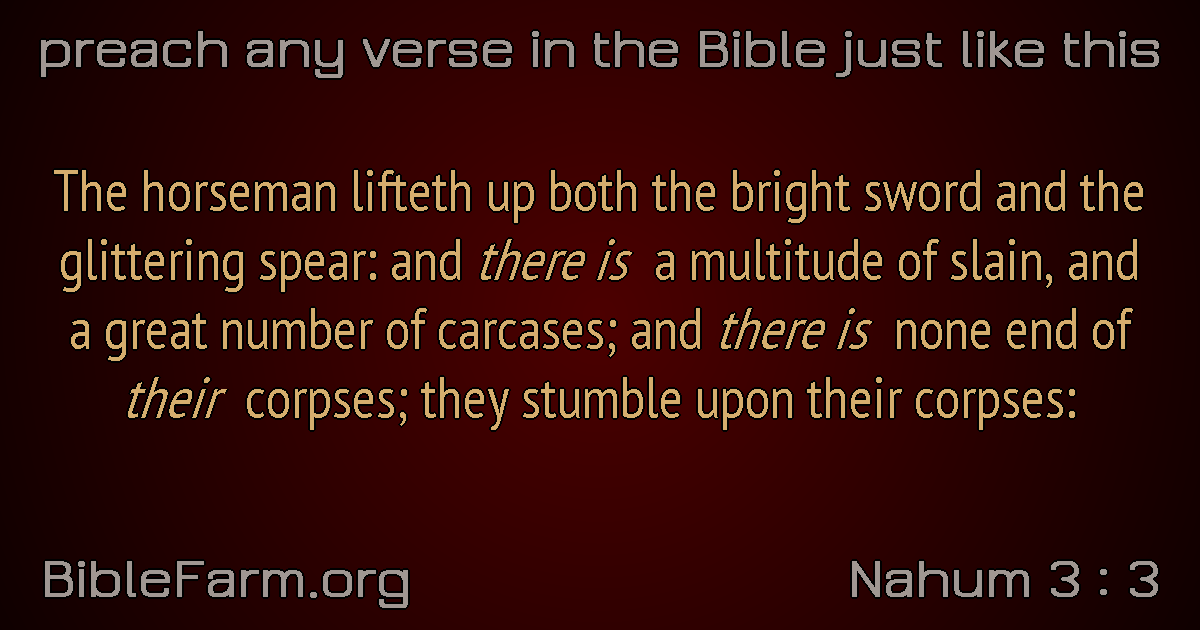 preach any verse in the Bible just like this
The horseman lifteth up both the bright sword and the
glittering spear: and there is a multitude of slain, and
a great number of carcases; and there is none end of
their corpses; they stumble upon their corpses:
BibleFarm.org
Nahum 3 : 3